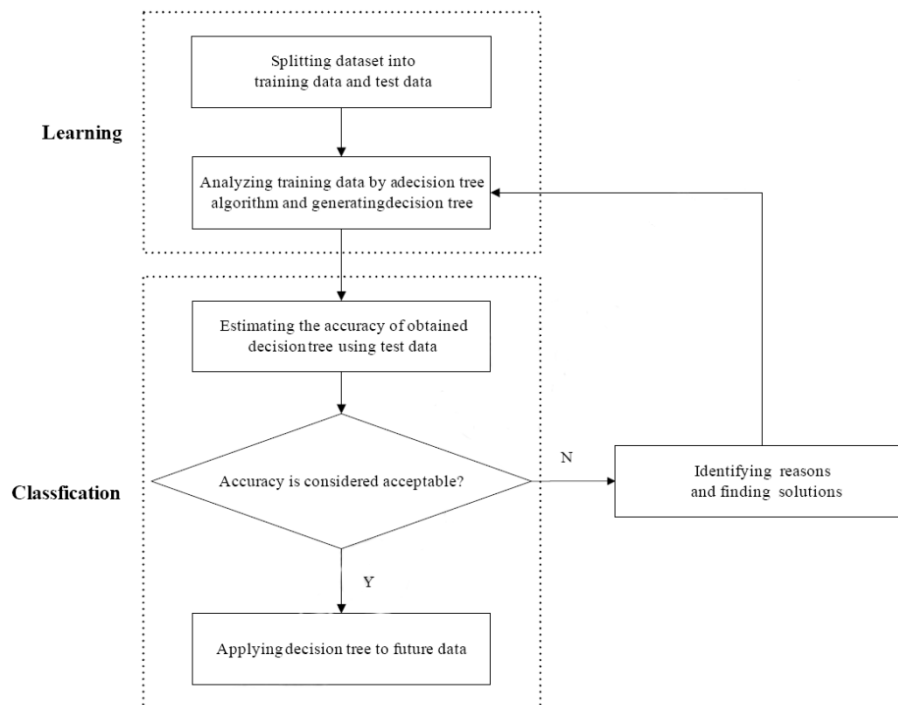 Splitting dataset into
training data and test data
Learning
Analyzing training data by adecision tree
algorithm and generatingdecision tree
Estimating the accuracy of obtained
decision tree using test data
Accuracy is considered acceptable?
N
Identifying reasons
and finding solutions
Classfication
Y
Applying decision tree to future data